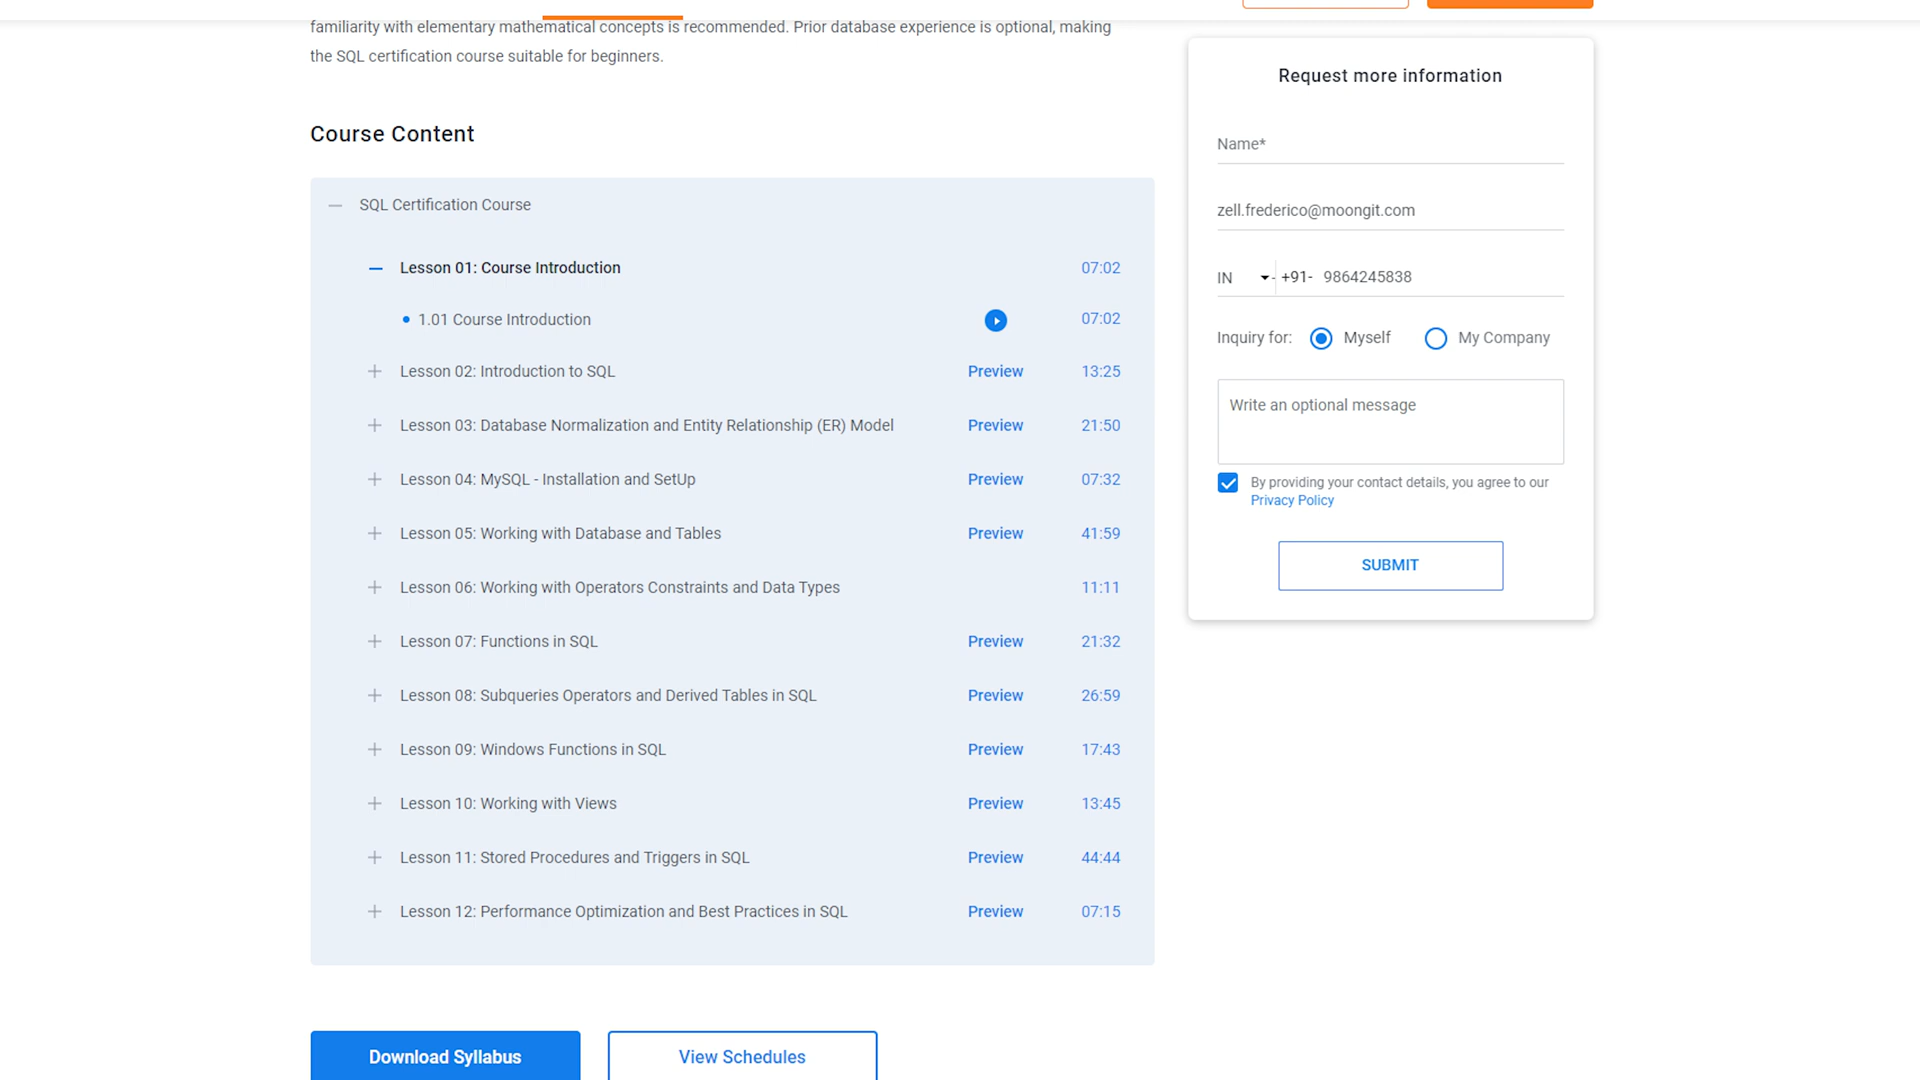 familiarity with elementary mathematical concepts is recommended. Prior database experience is optional, making
the SQL certification course suitable for beginners.
Course Content
SQL Certification Course
Lesson 01: Course Introduction 07:02
1.01 Course Introduction 07:02
Lesson 02: Introduction to SQL Preview 13:25
Lesson 03: Database Normalization and Entity Relationship (ER) Model Preview 21:50
Lesson 04: MySQL - Installation and SetUp Preview 07:32
Lesson 05: Working with Database and Tables Preview 41:59
Lesson 06: Working with Operators Constraints and Data Types 11:11
Lesson 07: Functions in SQL Preview 21:32
Lesson 08: Subqueries Operators and Derived Tables in SQL Preview 26:59
Lesson 09: Windows Functions in SQL Preview 17:43
Lesson 10: Working with Views Preview 13:45
Lesson 11: Stored Procedures and Triggers in SQL Preview 44:44
Lesson 12: Performance Optimization and Best Practices in SQL Preview 07:15
Download Syllabus View Schedules
Request more information
Name*
zell.frederico@moongit.com
IN +91- 9864245838
Inquiry for: Myself My Company
Write an optional message
By providing your contact details, you agree to our
Privacy Policy
SUBMIT